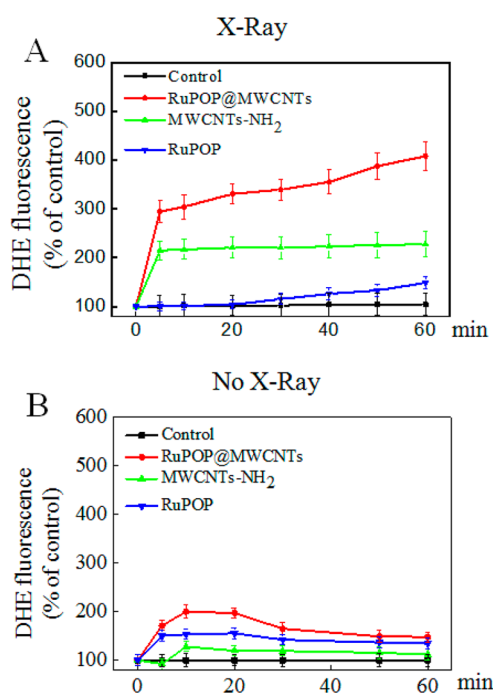 X-Ray
A
600
500
400
300
200
100
DHE fluorescence
(% of control)
Control
RuPOP@MWCNTs
MWCNTs-NH2
RuPOP
0 20 40 60 min
No X-Ray
B
600
500
400
300
200
100
DHE fluorescence
(% of control)
Control
RuPOP@MWCNTs
MWCNTs-NH2
RuPOP
0 20 40 60 min